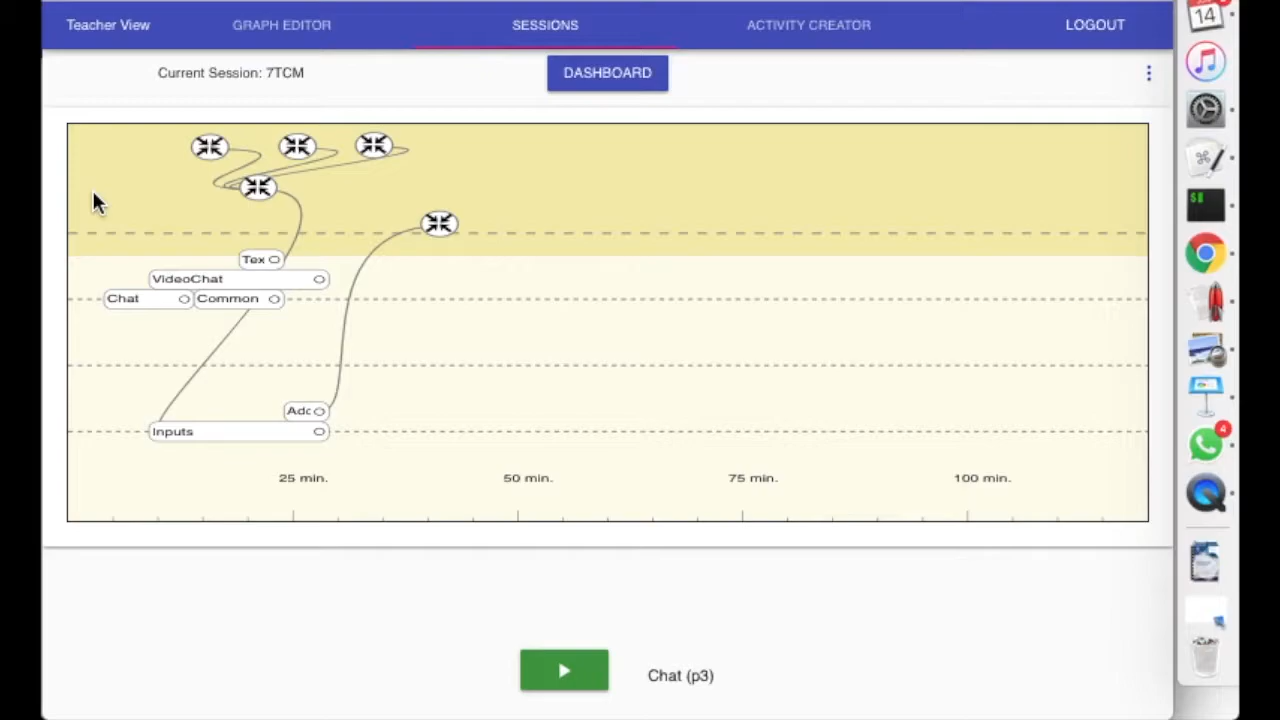 Teacher View
GRAPH EDITOR
SESSIONS
ACTIVITY CREATOR
LOGOUT
Current Session: 7TCM
DASHBOARD
14
Tex
VideoChat
Chat
Common
Adc
Inputs
25 min.
50 min.
75 min.
100 min.
4
Chat (p3)